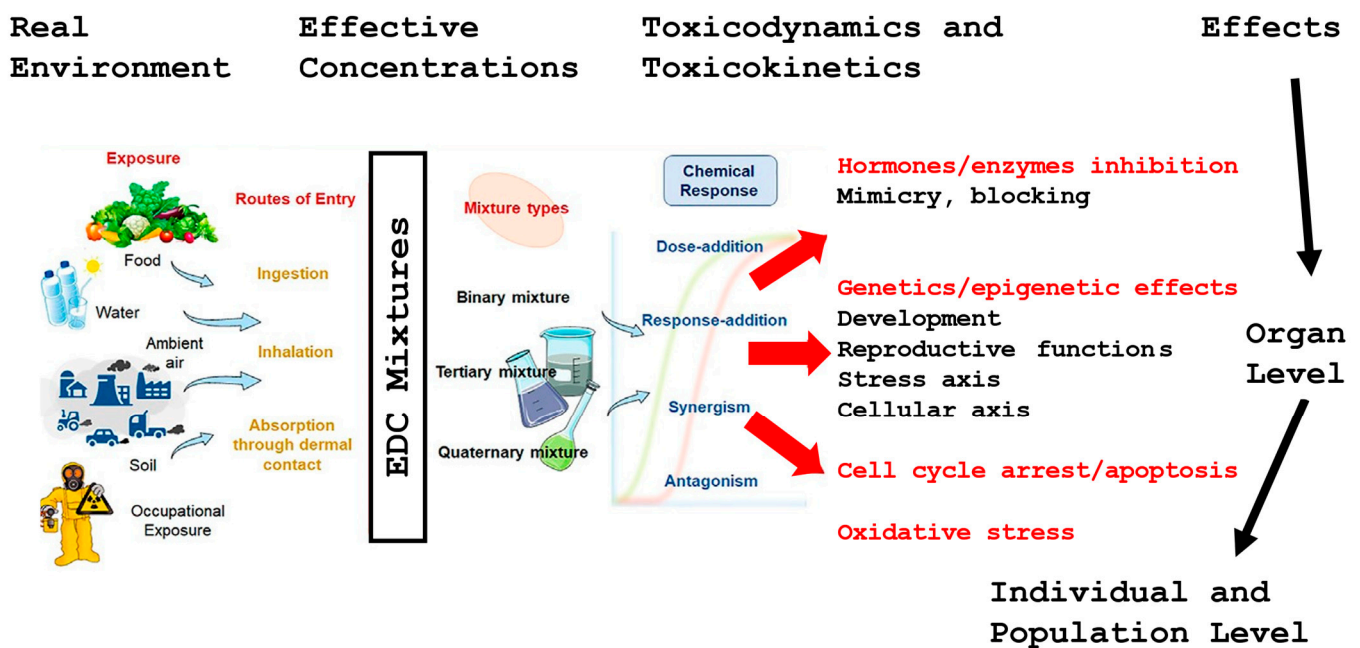 Real
Environment
Effective
Concentrations
Toxicodynamics and
Toxicokinetics
Effects
Exposure
Routes of Entry
Food
Ingestion
Water
Ambient
air
Inhalation
Absorption
through dermal
contact
Soil
Occupational
Exposure
EDC Mixtures
Mixture types
Binary mixture
Tertiary mixture
Quaternary mixture
Chemical
Response
Dose-addition
Response-addition
Synergism
Antagonism
Hormones/enzymes inhibition
Mimicry, blocking
Genetics/epigenetic effects
Development
Reproductive functions
Stress axis
Cellular axis
Cell cycle arrest/apoptosis
Oxidative stress
Organ
Level
Individual and
Population Level